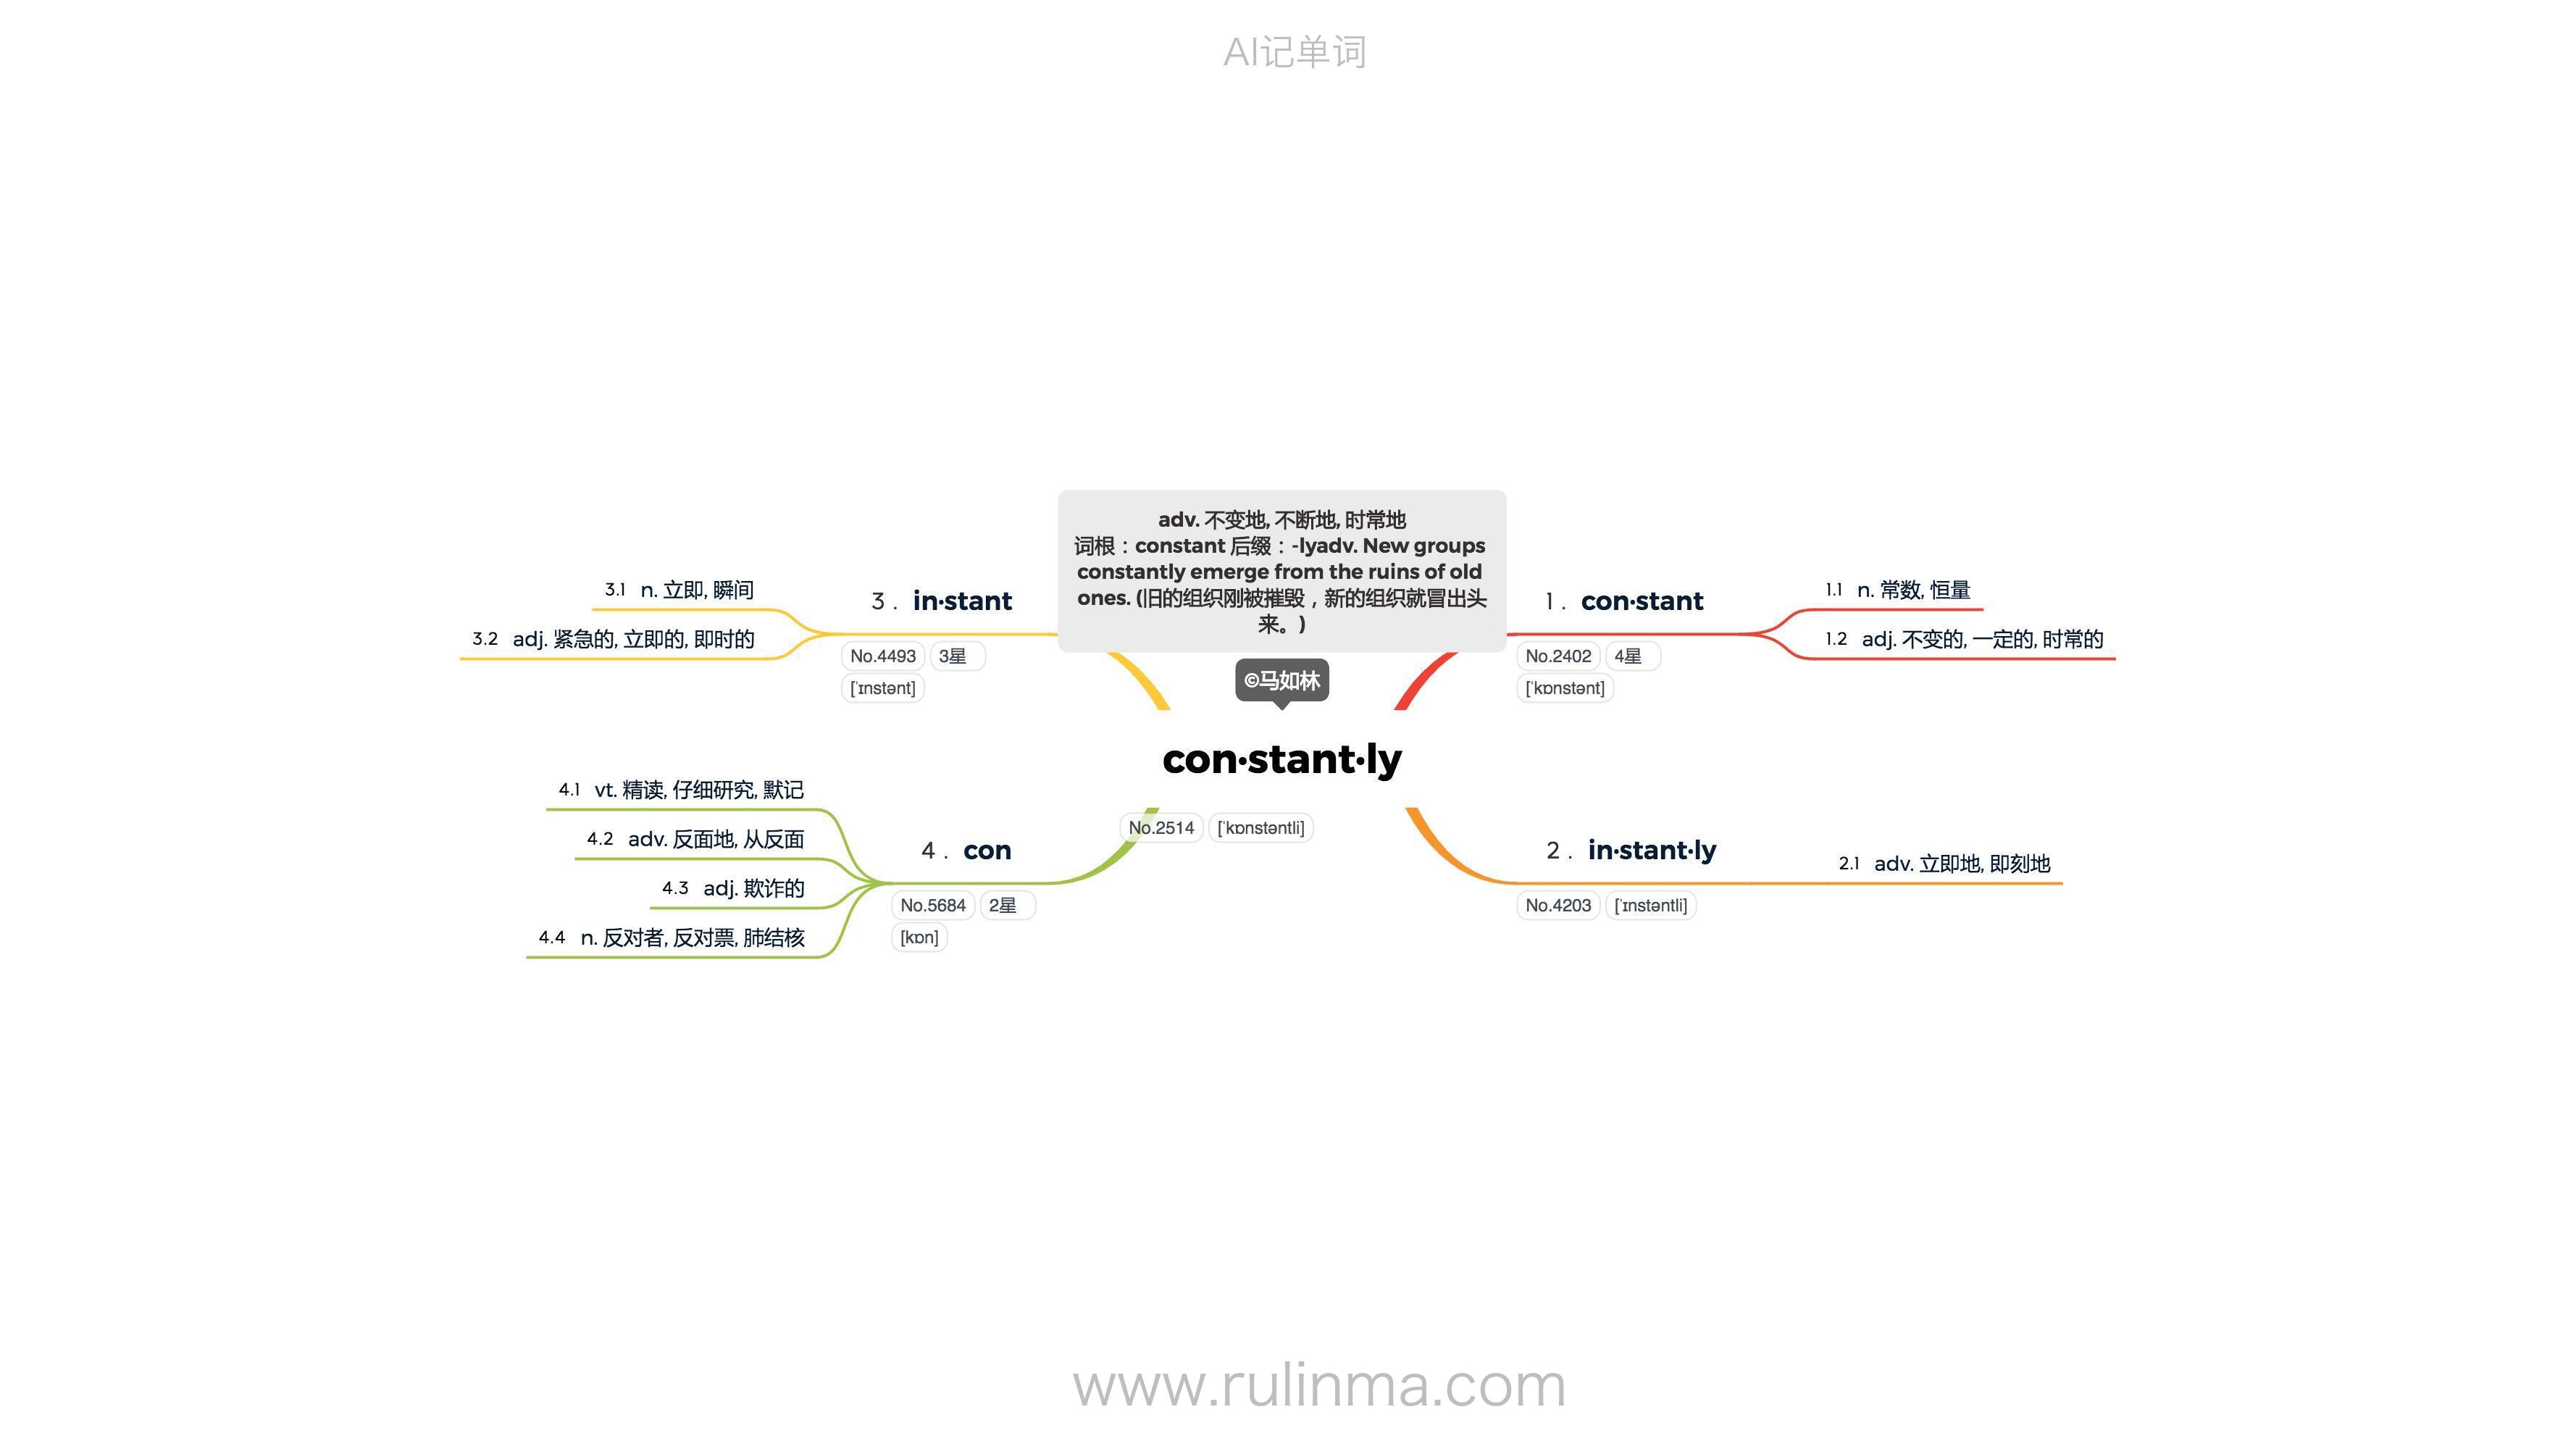 AI记单词
adv. 不变地, 不断地, 时常地
词根：constant 后缀：-lyadv. New groups
constantly emerge from the ruins of old
ones. (旧的组织刚被摧毁，新的组织就冒出头
来。)
©马如林
con·stant·ly
No.2514 ['kɒnstəntli]
1. con·stant
No.2402 4星
['kɒnstənt]
1.1 n. 常数, 恒量
1.2 adj. 不变的, 一定的, 时常的
2. in·stant·ly
No.4203 ['ɪnstəntli]
2.1 adv. 立即地, 即刻地
3. in·stant
No.4493 3星
['ɪnstənt]
3.1 n. 立即, 瞬间
3.2 adj. 紧急的, 立即的, 即时的
4. con
No.5684 2星
[kɒn]
4.1 vt. 精读, 仔细研究, 默记
4.2 adv. 反面地, 从反面
4.3 adj. 欺诈的
4.4 n. 反对者, 反对票, 肺结核
www.rulinma.com